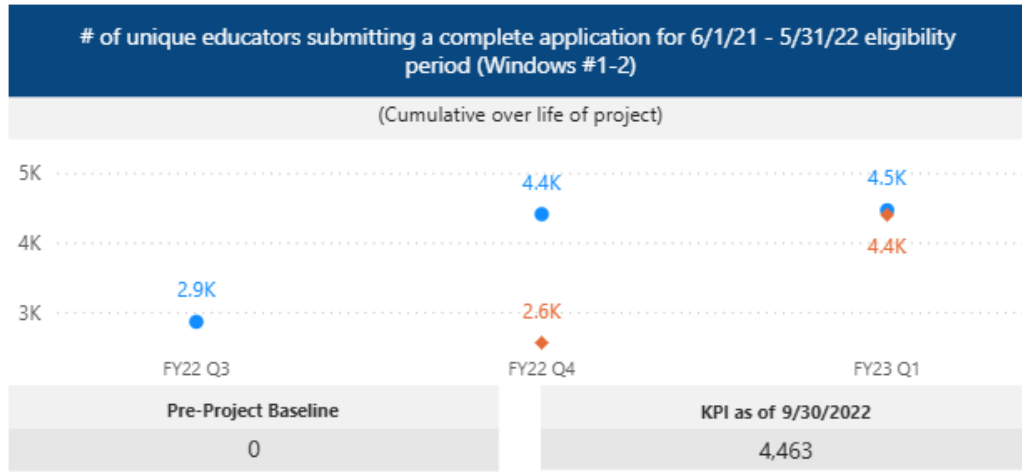 # of unique educators submitting a complete application for 6/1/21 - 5/31/22 eligibility
period (Windows #1-2)
(Cumulative over life of project)
5K
4.4K
4.5K
4K
4.4K
2.9K
3K
2.6K
FY22 Q3
FY22 Q4
FY23 Q1
Pre-Project Baseline
KPI as of 9/30/2022
0
4,463